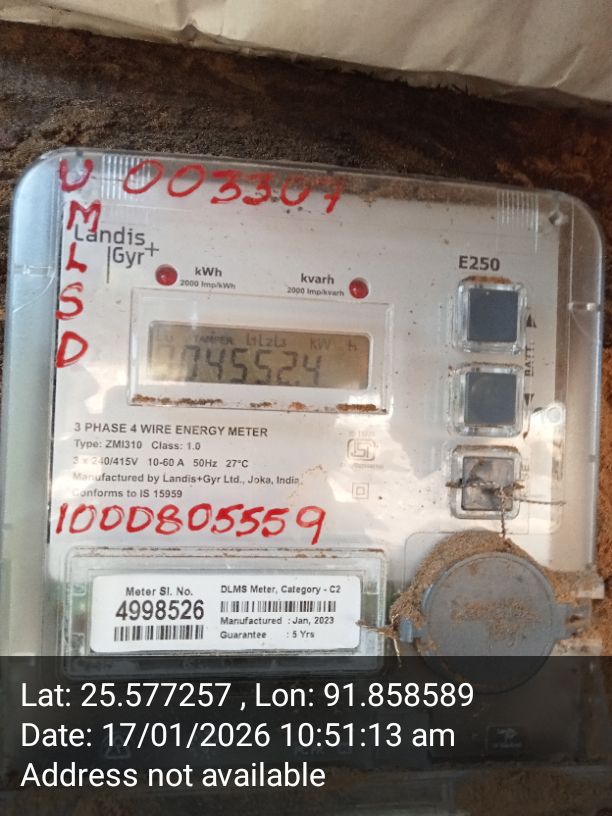 003307
UMLSD
Landis
|Gyr+
E250
kWh
2000 Imp/kWh
kvarh
2000 Imp/kvarh
TAMPER L1L2L3 kW h
BATT.
3 PHASE 4 WIRE ENERGY METER
Type: ZMI310 Class: 1.0
3 x 240/415V 10-60 A 50Hz 27°C
Manufactured by Landis+Gyr Ltd., Joka, India.
Conforms to IS 15959
1000805559
Meter Sl. No.
4998526
DLMS Meter, Category - C2
Manufactured : Jan, 2023
Guarantee : 5 Yrs
Lat: 25.577257 , Lon: 91.858589
Date: 17/01/2026 10:51:13 am
Address not available